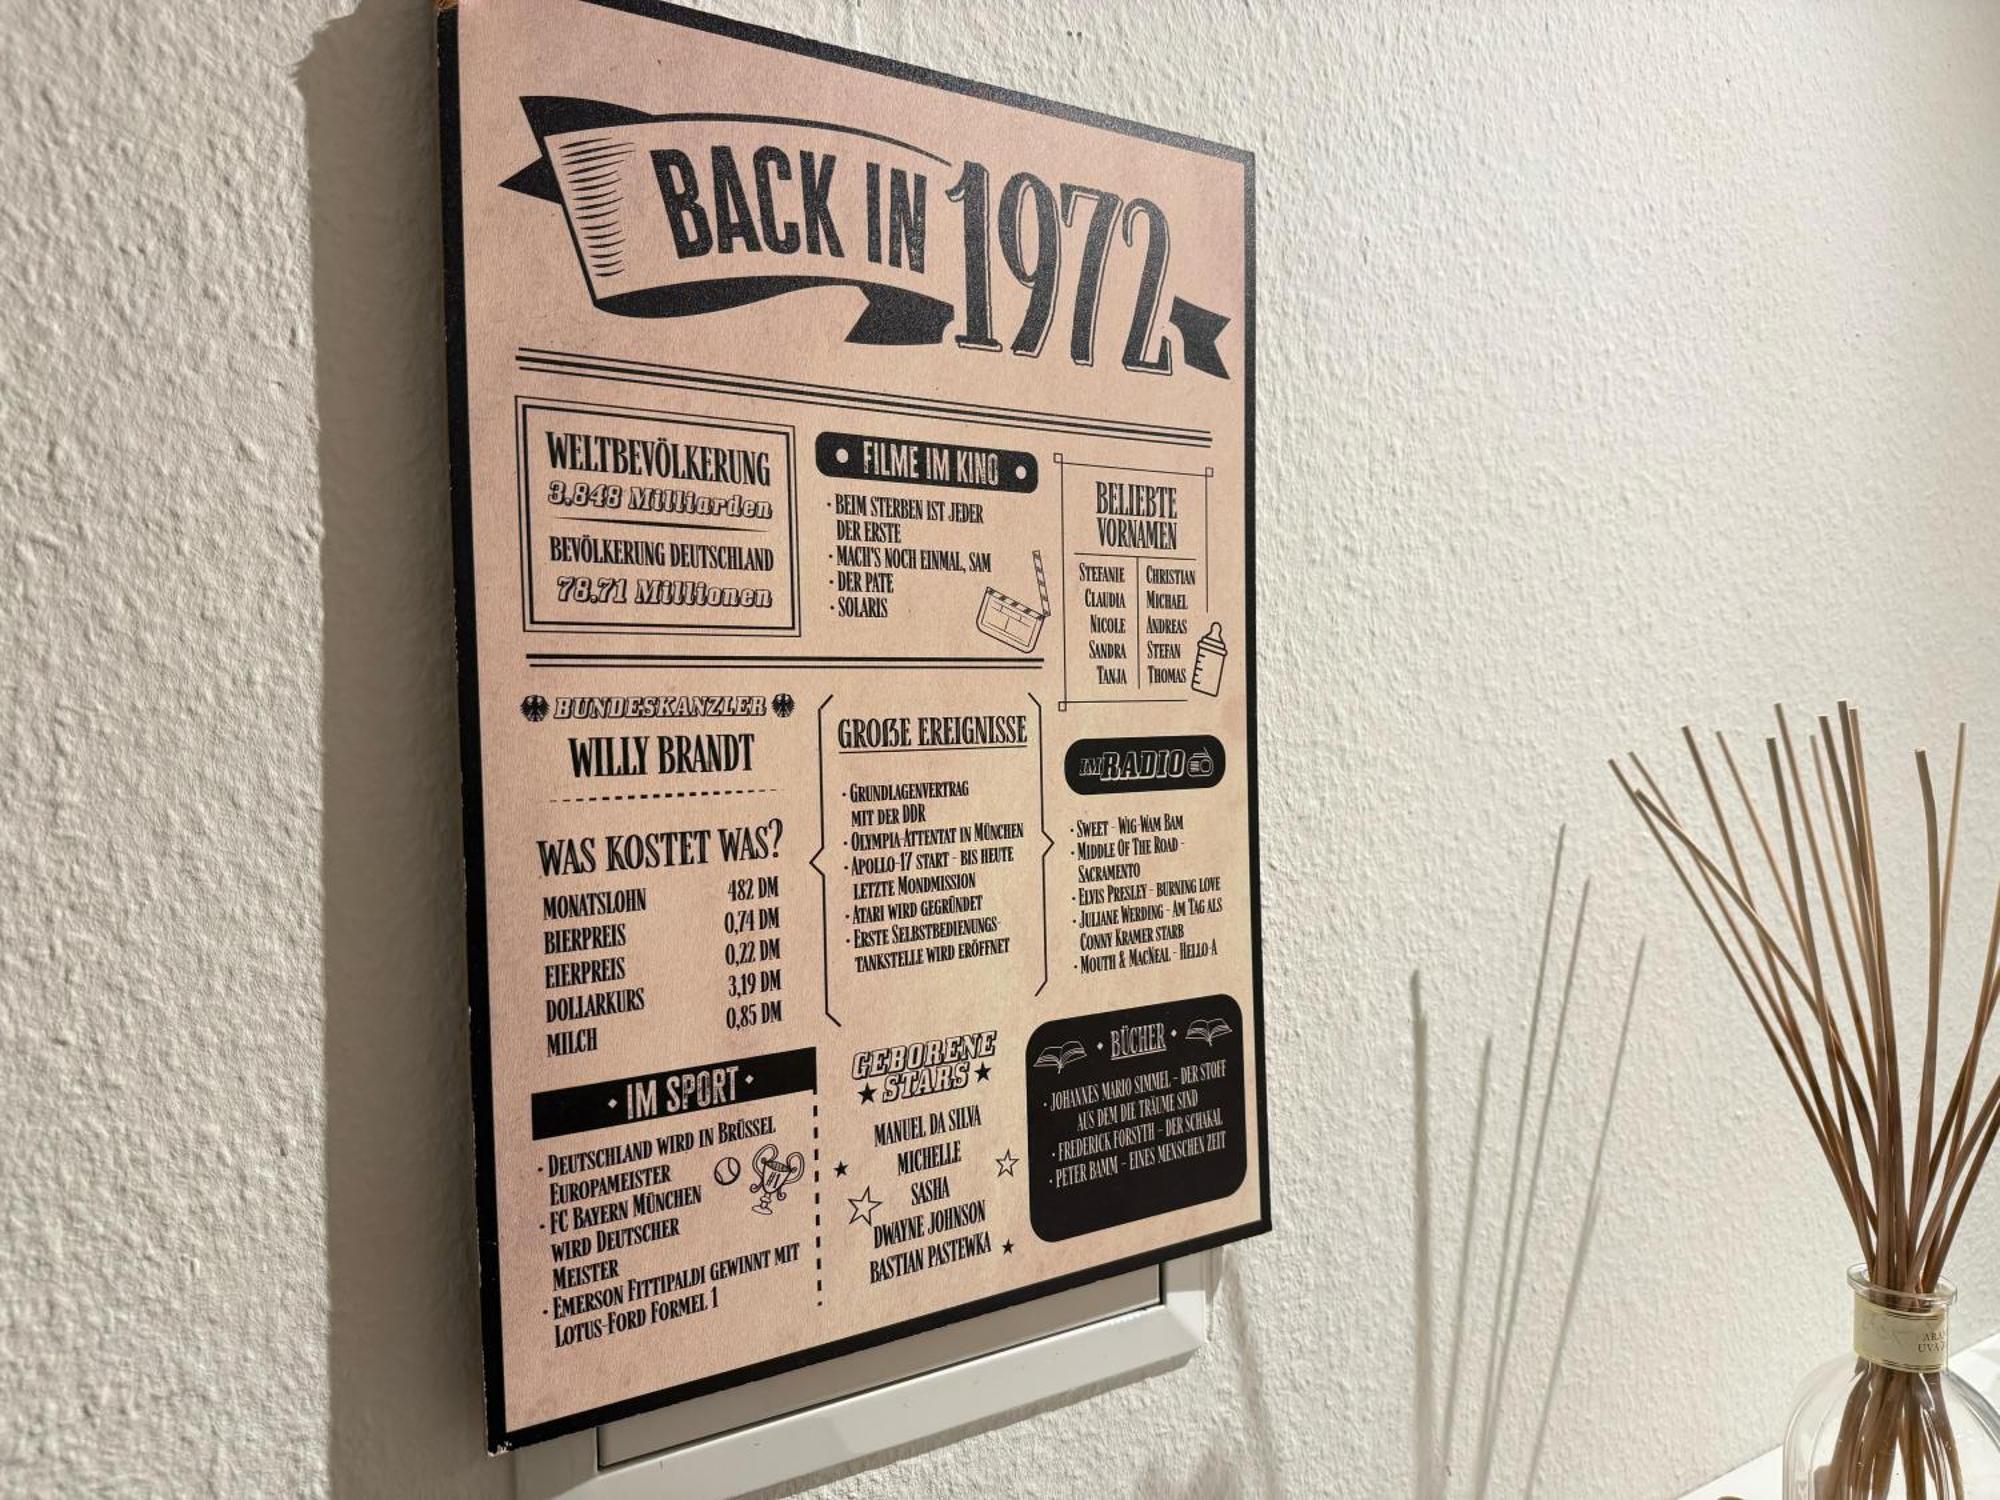 BACK IN 1972
WELTBEVÖLKERUNG
3.848 Milliarden
BEVÖLKERUNG DEUTSCHLAND
78.71 Millionen
• FILME IM KINO •
· BEIM STERBEN IST JEDER
DER ERSTE
· MACH'S NOCH EINMAL, SAM
· DER PATE
· SOLARIS
BELIEBTE
VORNAMEN
STEFANIE CHRISTIAN
CLAUDIA MICHAEL
NICOLE ANDREAS
SANDRA STEFAN
TANJA THOMAS
BUNDESKANZLER
WILLY BRANDT
WAS KOSTET WAS?
MONATSLOHN 482 DM
BIERPREIS 0,74 DM
EIERPREIS 0,22 DM
DOLLARKURS 3,19 DM
MILCH 0,85 DM
GROßE EREIGNISSE
· GRUNDLAGENVERTRAG
MIT DER DDR
· OLYMPIA-ATTENTAT IN MÜNCHEN
· APOLLO-17 START - BIS HEUTE
LETZTE MONDMISSION
· ATARI WIRD GEGRÜNDET
· ERSTE SELBSTBEDIENUNGS-
TANKSTELLE WIRD ERÖFFNET
IM RADIO
· SWEET - WIG-WAM BAM
· MIDDLE OF THE ROAD -
SACRAMENTO
· ELVIS PRESLEY - BURNING LOVE
· JULIANE WERDING - AM TAG ALS
CONNY KRAMER STARB
· MOUTH & MACNEAL - HELLO-A
· IM SPORT ·
· DEUTSCHLAND WIRD IN BRÜSSEL
EUROPAMEISTER
· FC BAYERN MÜNCHEN
WIRD DEUTSCHER
MEISTER
· EMERSON FITTIPALDI GEWINNT MIT
LOTUS-FORD FORMEL 1
#1
GEBORENE
STARS
MANUEL DA SILVA
MICHELLE
SASHA
DWAYNE JOHNSON
BASTIAN PASTEWKA
· BÜCHER ·
· JOHANNES MARIO SIMMEL – DER STOFF
AUS DEM DIE TRÄUME SIND
· FREDERICK FORSYTH – DER SCHAKAL
· PETER BAMM – EINES MENSCHEN ZEIT